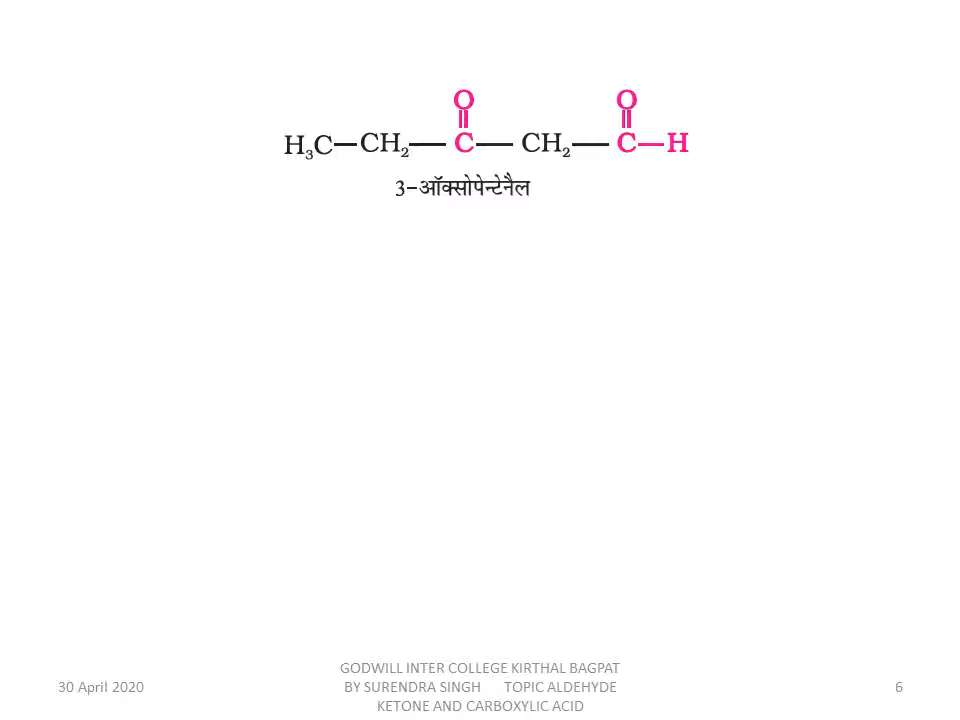 O O
H₃C—CH₂—C—CH₂—C—H
3-ऑक्सोपेन्टेनैल
30 April 2020
GODWILL INTER COLLEGE KIRTHAL BAGPAT
BY SURENDRA SINGH TOPIC ALDEHYDE
KETONE AND CARBOXYLIC ACID
6